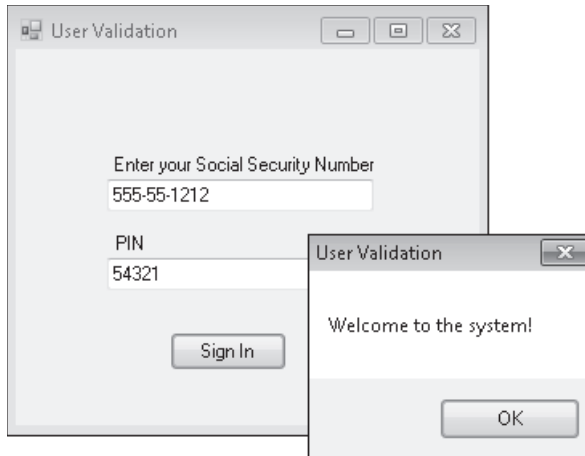 User Validation
Enter your Social Security Number
555-55-1212
PIN
54321
Sign In
User Validation
Welcome to the system!
OK